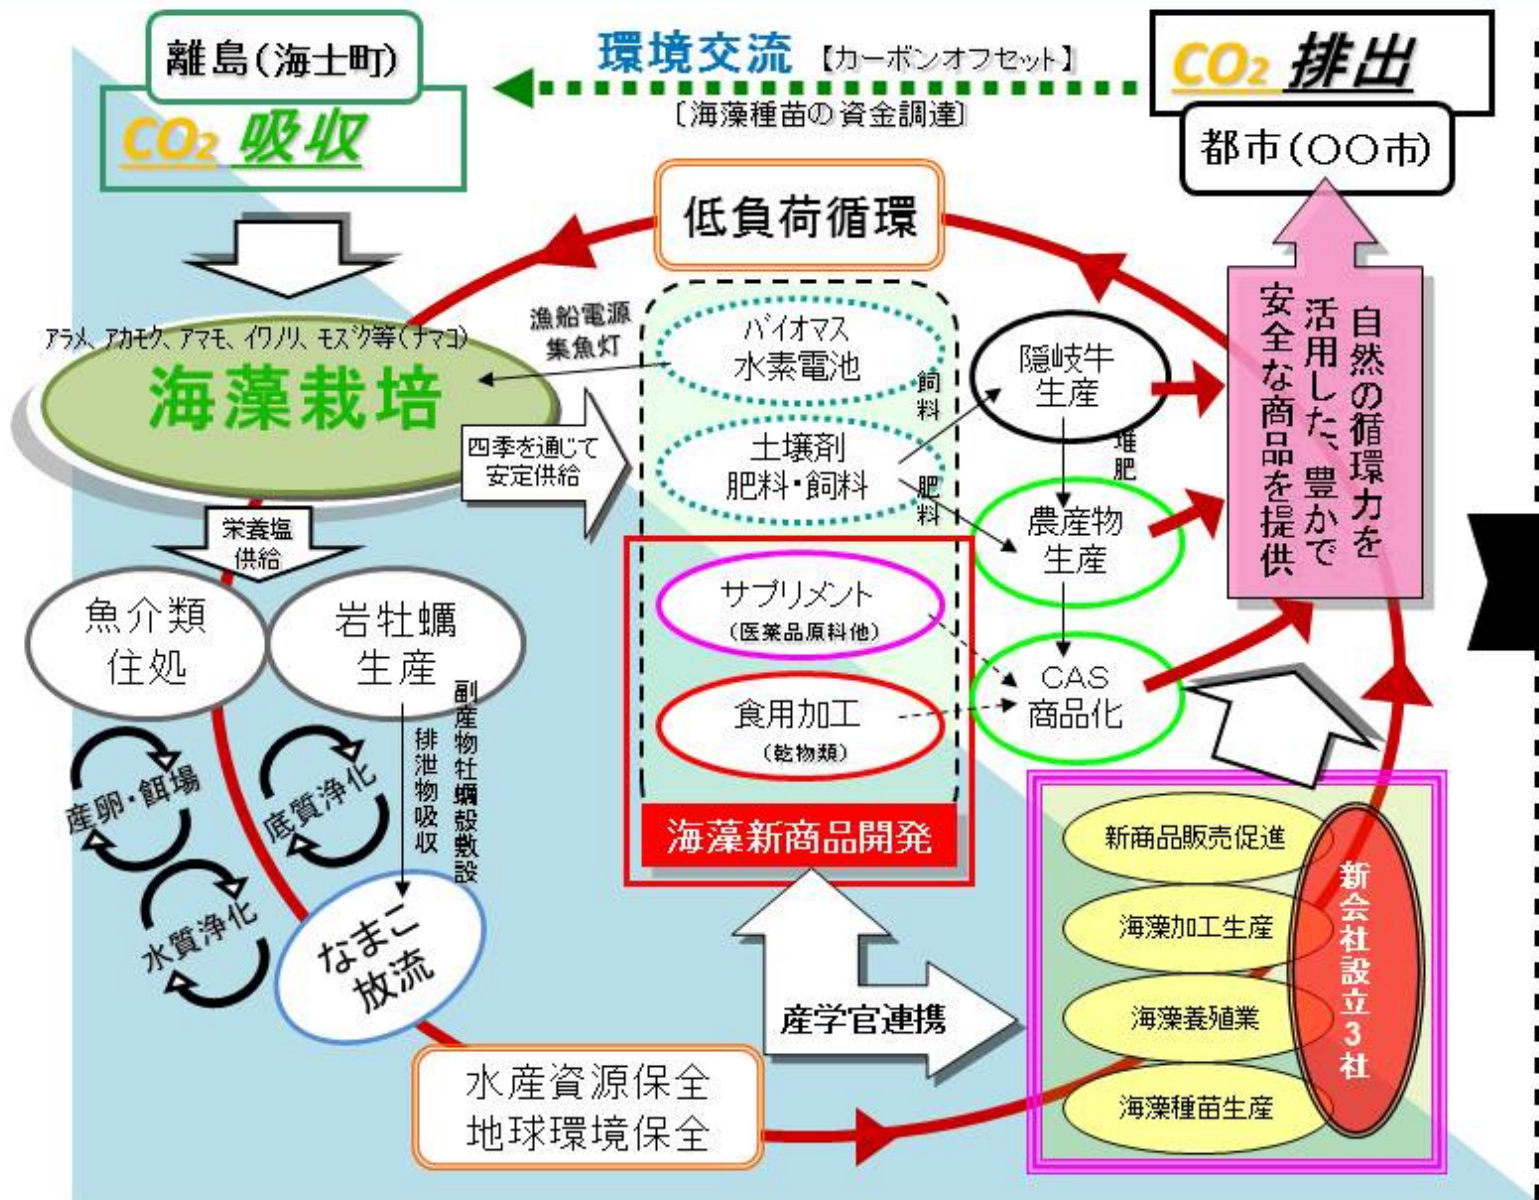 離島(海士町)
CO2 吸収
環境交流【カーボンオフセット】
〔海藻種苗の資金調達〕
CO2 排出
都市(〇〇市)
低負荷循環
アラメ、アカモク、アマモ、イワノリ、モズク等(ナマコ)
海藻栽培
漁船電源
集魚灯
バイオマス
水素電池
飼料
土壌剤
肥料・飼料
肥料
四季を通じて
安定供給
隠岐牛
生産
堆肥
農産物
生産
自然の循環力を
活用した、豊かで
安全な商品を提供
栄養塩
供給
魚介類
住処
岩牡蠣
生産
サプリメント
(医薬品原料他)
食用加工
(乾物類)
CAS
商品化
海藻新商品開発
副産物牡蠣殻敷設
排泄物吸収
産卵・餌場
底質浄化
水質浄化
なまこ
放流
産学官連携
新商品販売促進
海藻加工生産
海藻養殖業
海藻種苗生産
新会社設立3社
水産資源保全
地球環境保全